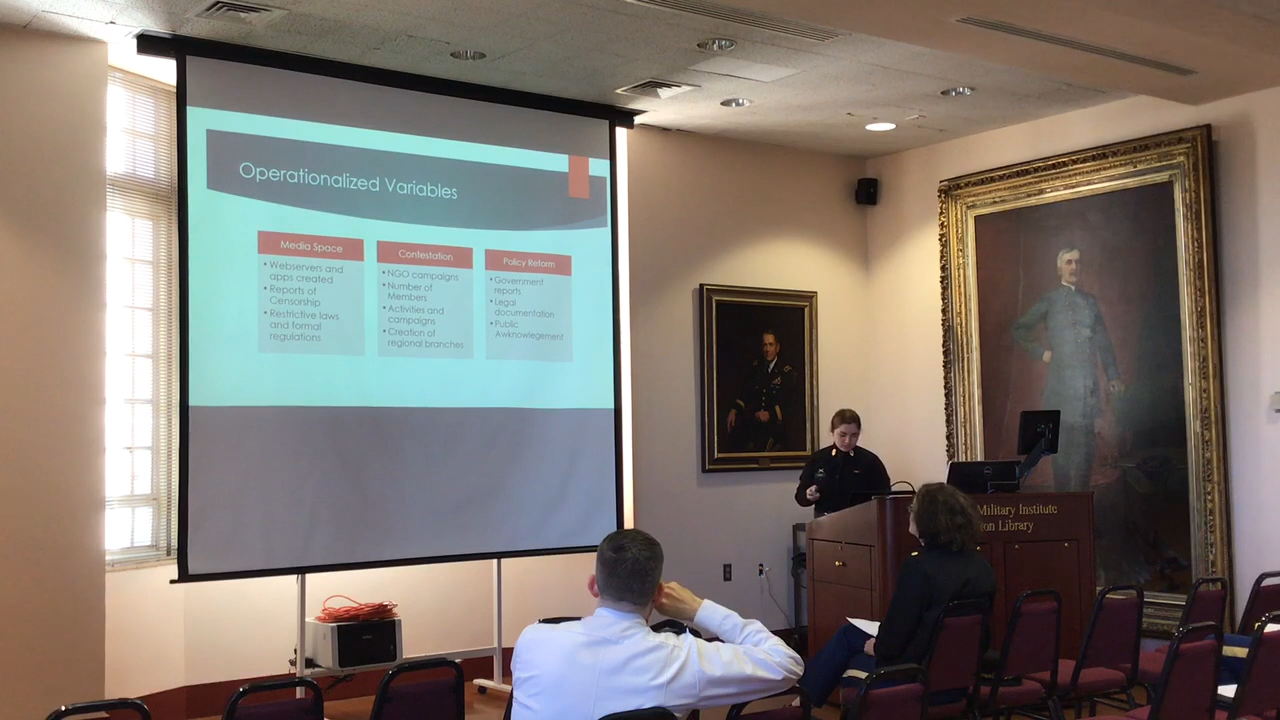 Operationalized Variables
Media Space
• Webservers and
apps created
• Reports of
Censorship
• Restrictive laws
and formal
regulations
Contestation
• NGO campaigns
• Number of
Members
• Activities and
campaigns
• Creation of
regional branches
Policy Reform
• Government
reports
• Legal
documentation
• Public
Awknowlegement
Military Institute
on Library